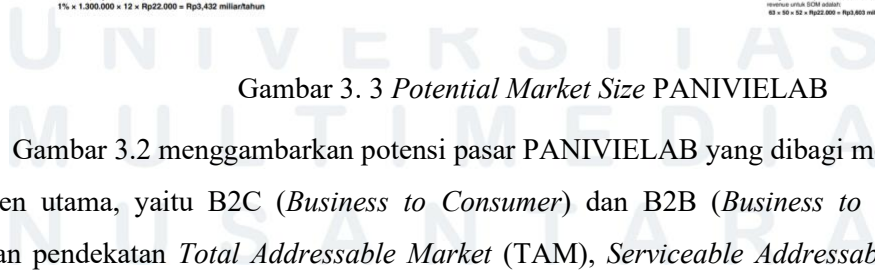 1% × 1.300.000 × 12 × Rp22.000 = Rp3,432 miliar/tahun
revenue untuk SOM adalah:
63 × 50 × 52 × Rp22.000 = Rp3,603 mil
UNIVERSITAS
Gambar 3. 3 Potential Market Size PANIVIELAB
MULTIMEDIA
Gambar 3.2 menggambarkan potensi pasar PANIVIELAB yang dibagi m
en utama, yaitu B2C (Business to Consumer) dan B2B (Business to
NUSANTARA
an pendekatan Total Addressable Market (TAM), Serviceable Addressab